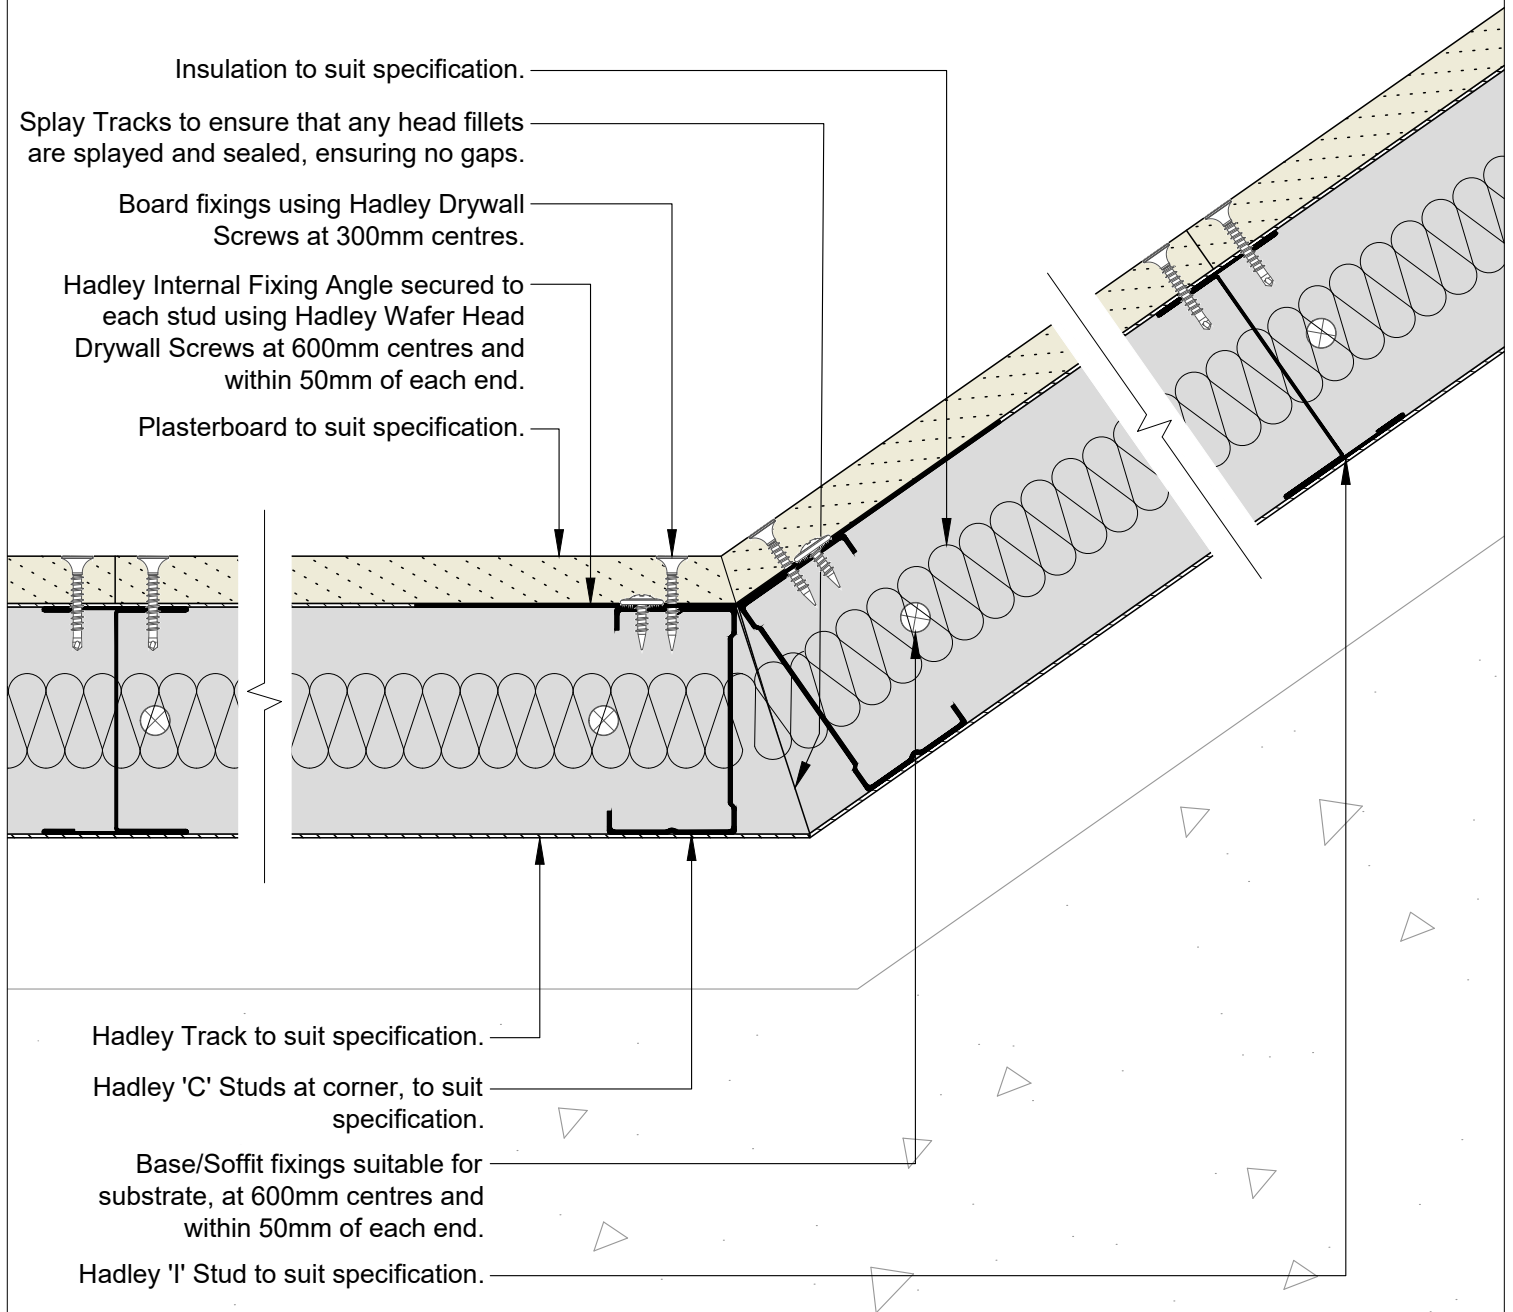 Insulation to suit specification.
Splay Tracks to ensure that any head fillets
are splayed and sealed, ensuring no gaps.
Board fixings using Hadley Drywall
Screws at 300mm centres.
Hadley Internal Fixing Angle secured to
each stud using Hadley Wafer Head
Drywall Screws at 600mm centres and
within 50mm of each end.
Plasterboard to suit specification.
Hadley Track to suit specification.
Hadley 'C' Studs at corner, to suit
specification.
Base/Soffit fixings suitable for
substrate, at 600mm centres and
within 50mm of each end.
Hadley 'I' Stud to suit specification.